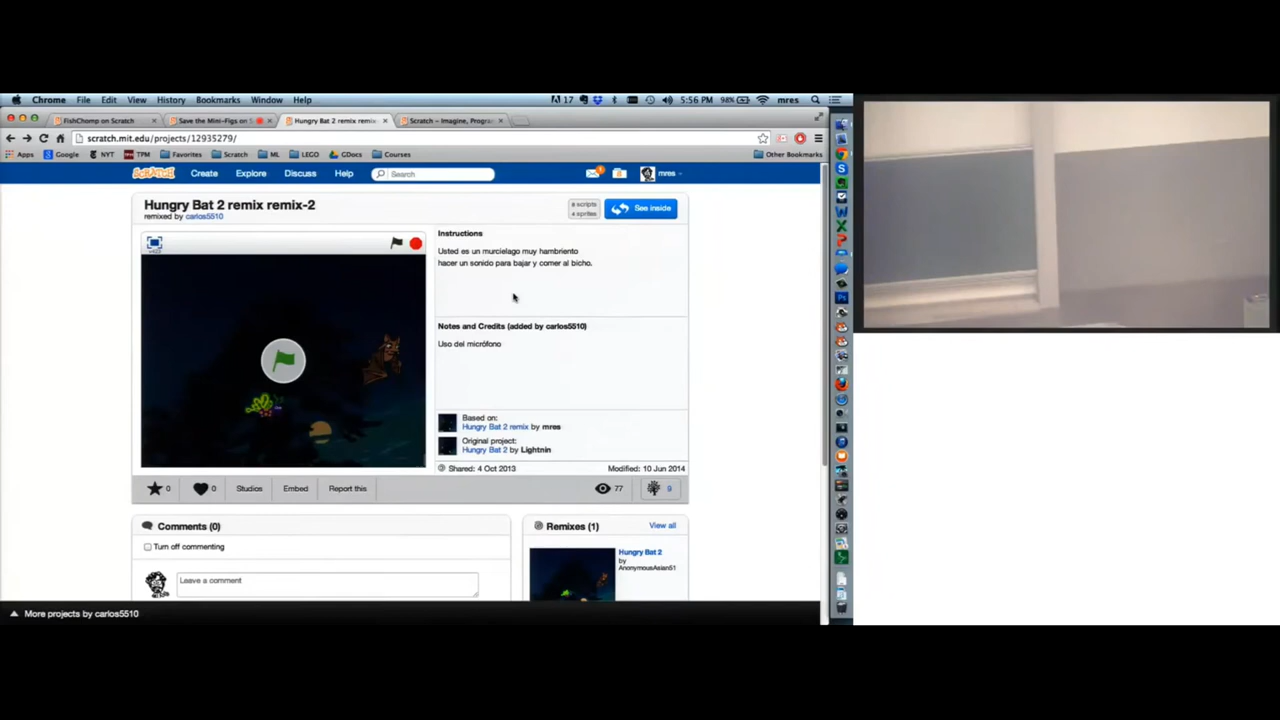 Chrome File Edit View History Bookmarks Window Help 17 5:56 PM 98% mres
FishChomp on Scratch Save the Mini-Figs on S Hungry Bat 2 remix remix- Scratch – Imagine, Progra
scratch.mit.edu/projects/12935279/
Apps Google NYT TPM Favorites Scratch ML LEGO GDocs Courses Other Bookmarks
SCRATCH Create Explore Discuss Help Search mres
Hungry Bat 2 remix remix-2
remixed by carlos5510
8 scripts
4 sprites
See inside
Instructions
Usted es un murcielago muy hambriento
hacer un sonido para bajar y comer al bicho.
Notes and Credits (added by carlos5510)
Uso del micrófono
Based on:
Hungry Bat 2 remix by mres
Original project:
Hungry Bat 2 by Lightnin
Shared: 4 Oct 2013 Modified: 10 Jun 2014
0 0 Studios Embed Report this 77 9
Comments (0)
Turn off commenting
Leave a comment
Remixes (1) View all
Hungry Bat 2
by
AnonymousAsian51
More projects by carlos5510